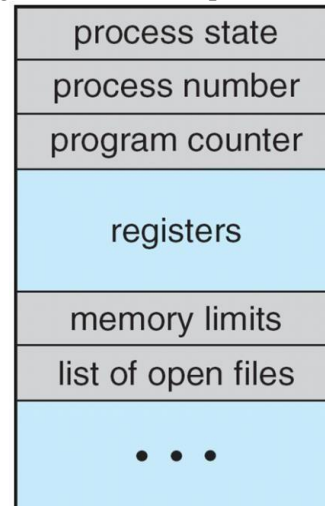 process state
process number
program counter
registers
memory limits
list of open files
• • •